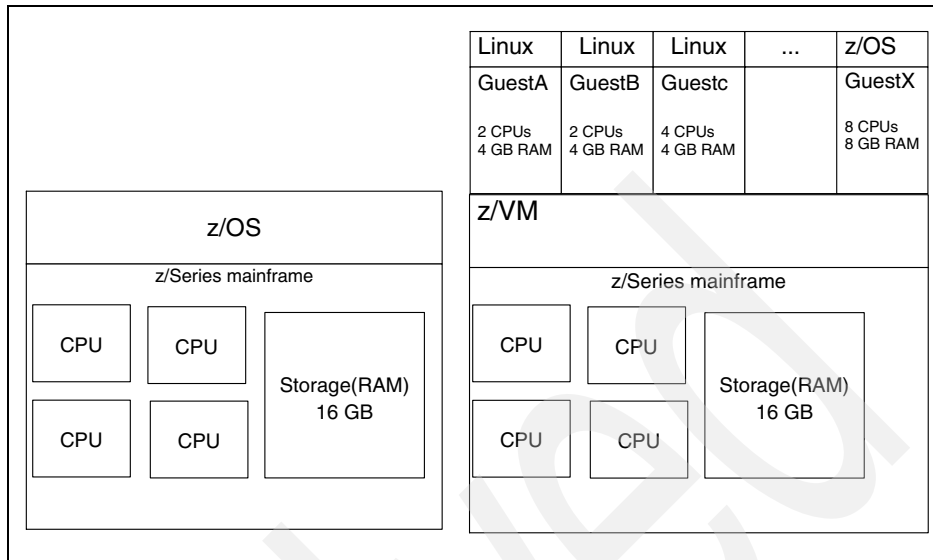 Linux Linux Linux ... z/OS
GuestA GuestB Guestc GuestX
2 CPUs 2 CPUs 4 CPUs 8 CPUs
4 GB RAM 4 GB RAM 4 GB RAM 8 GB RAM
z/OS
z/Series mainframe
CPU CPU
Storage(RAM)
16 GB
CPU CPU
z/VM
z/Series mainframe
CPU CPU
Storage(RAM)
16 GB
CPU CPU